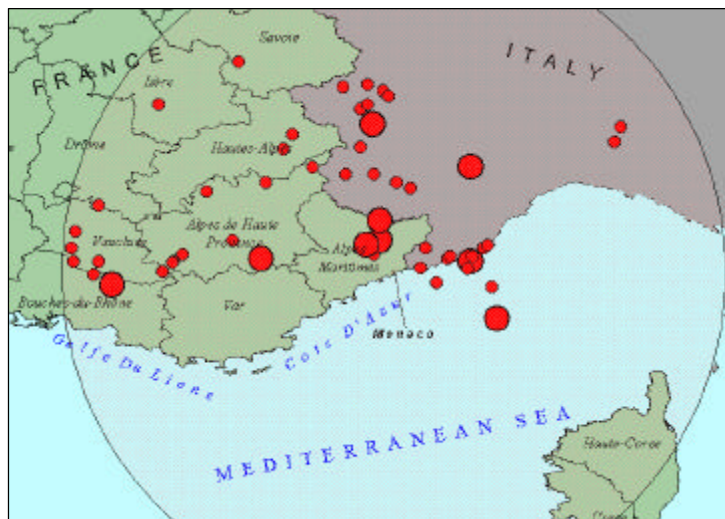 Savoie
FRANCE
ITALY
Isère
Drôme
Hautes-Alpes
Alpes de Haute
Provence
Vaucluse
Alpes
Maritimes
Bouches-du-Rhône
Var
Cote D'Azur
Monaco
Golfe Du Lions
MEDITERRANEAN SEA
Haute-Corse